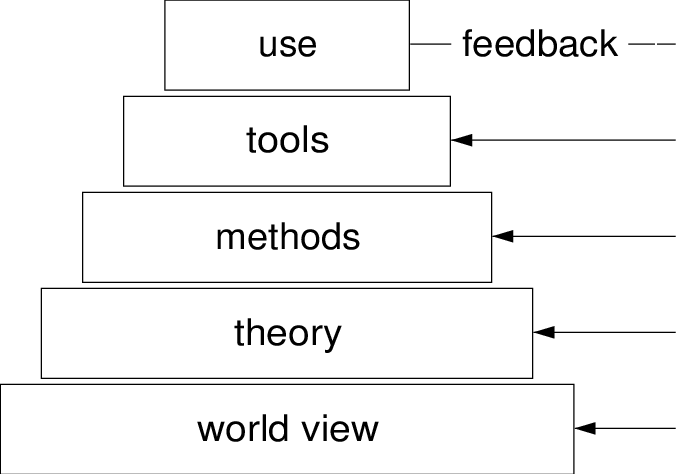 use feedback
tools
methods
theory
world view